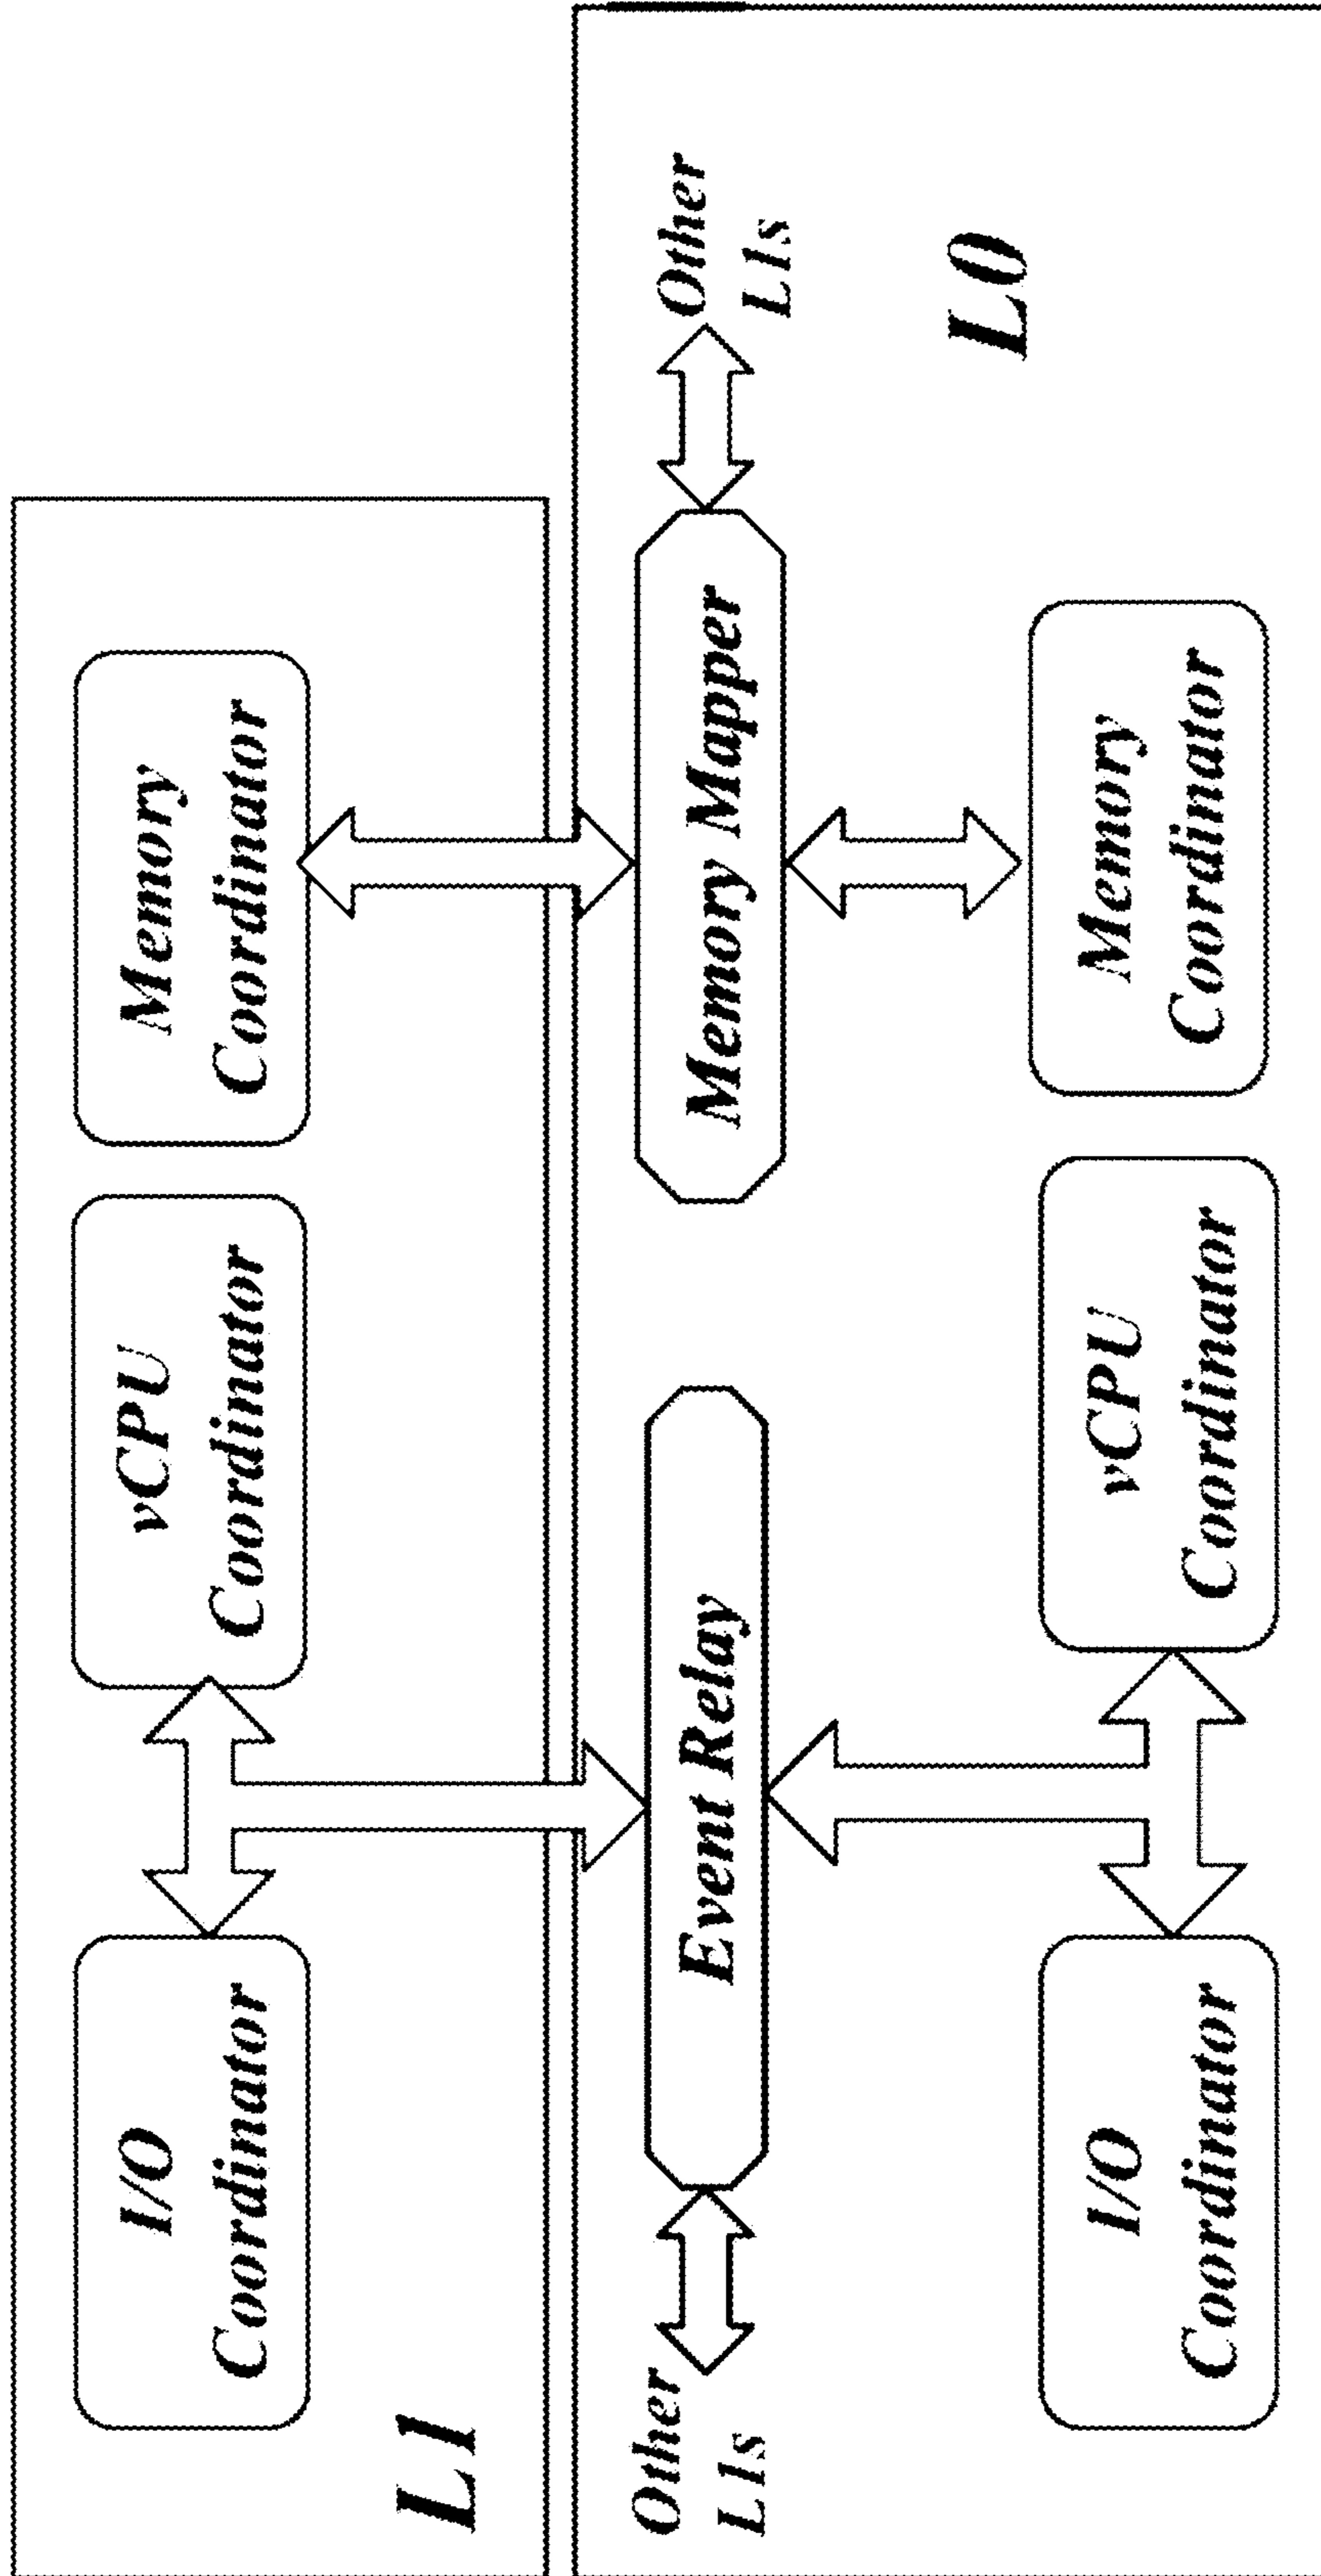 I/O
Coordinator
vCPU
Coordinator
Memory
Coordinator
L1
Other
L1s
Event Relay
Memory Mapper
Other
L1s
L0
I/O
Coordinator
vCPU
Coordinator
Memory
Coordinator